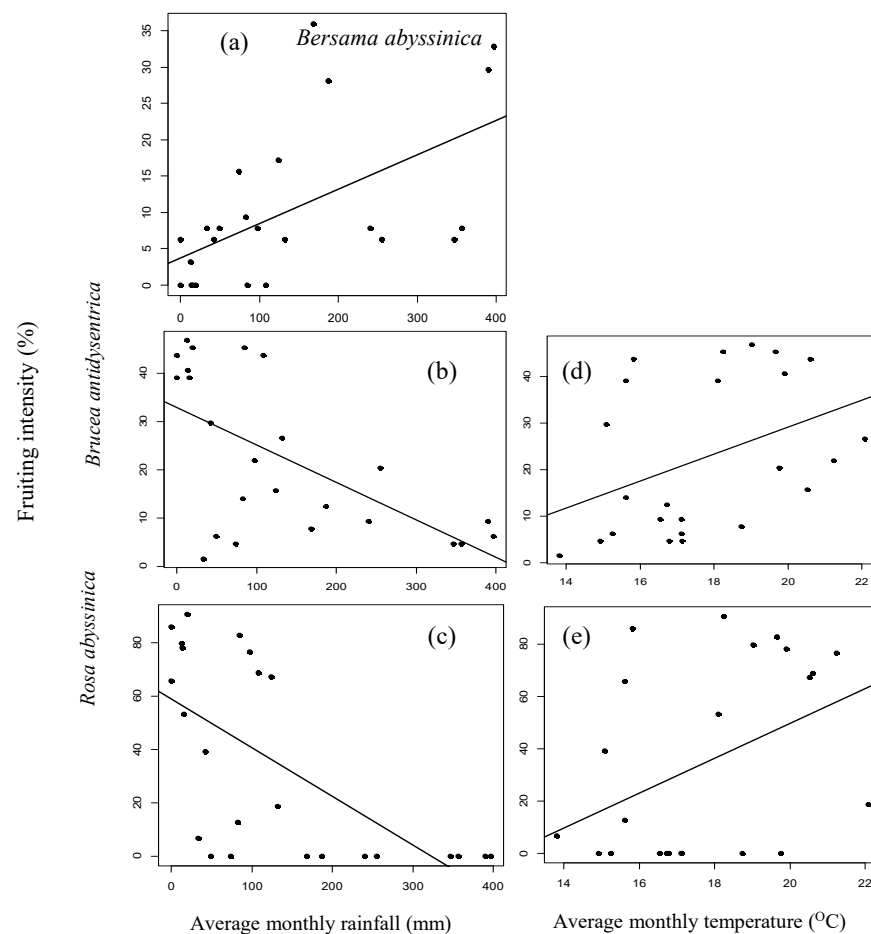 (a) Bersama abyssinica
35
30
25
20
15
10
5
0
0 100 200 300 400
Fruiting intensity (%)
Brucea antidysentrica
(b)
40
30
20
10
0
0 100 200 300 400
(d)
40
30
20
10
0
14 16 18 20 22
Rosa abyssinica
(c)
80
60
40
20
0
0 100 200 300 400
(e)
80
60
40
20
0
14 16 18 20 22
Average monthly rainfall (mm)
Average monthly temperature (⁰C)